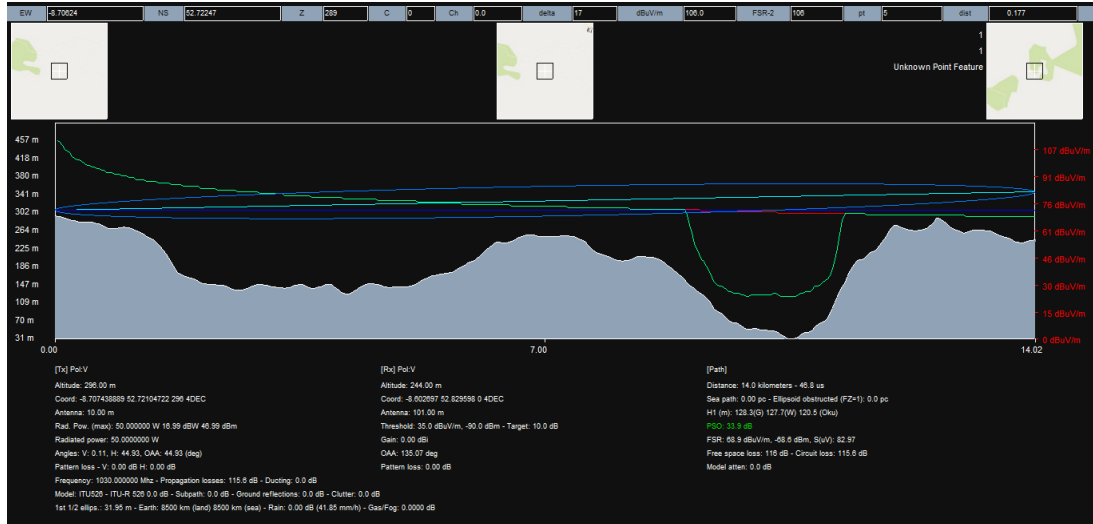 EW -8.70624 NS 52.72247 Z 289 C 0 Ch 0.0 delta 17 dBuV/m 106.0 FSR-2 106 pt 5 dist 0.177
1
1
Unknown Point Feature
457 m
418 m
380 m
341 m
302 m
264 m
225 m
186 m
147 m
109 m
70 m
31 m
107 dBuV/m
91 dBuV/m
76 dBuV/m
61 dBuV/m
46 dBuV/m
30 dBuV/m
15 dBuV/m
0 dBuV/m
0.00 7.00 14.02
[Tx] Pol:V
Altitude: 296.00 m
Coord: -8.707438889 52.72104722 296 4DEC
Antenna: 10.00 m
Rad. Pow. (max): 50.000000 W 16.99 dBW 46.99 dBm
Radiated power: 50.0000000 W
Angles: V: 0.11, H: 44.93, OAA: 44.93 (deg)
Pattern loss - V: 0.00 dB H: 0.00 dB
[Rx] Pol:V
Altitude: 244.00 m
Coord: -8.602697 52.829598 0 4DEC
Antenna: 101.00 m
Threshold: 35.0 dBuV/m, -90.0 dBm - Target: 10.0 dB
Gain: 0.00 dBi
OAA: 135.07 deg
Pattern loss: 0.00 dB
[Path]
Distance: 14.0 kilometers - 46.8 us
Sea path: 0.00 pc - Ellipsoid obstructed (FZ=1): 0.0 pc
H1 (m): 128.3(G) 127.7(W) 120.5 (Oku)
PSO: 33.9 dB
FSR: 68.9 dBuV/m, -68.6 dBm, S(uV): 82.97
Free space loss: 116 dB - Circuit loss: 115.6 dB
Model atten: 0.0 dB
Frequency: 1030.000000 Mhz - Propagation losses: 115.6 dB - Ducting: 0.0 dB
Model: ITU526 - ITU-R 526 0.0 dB - Subpath: 0.0 dB - Ground reflections: 0.0 dB - Clutter: 0.0 dB
1st 1/2 ellips.: 31.95 m - Earth: 8500 km (land) 8500 km (sea) - Rain: 0.00 dB (41.85 mm/h) - Gas/Fog: 0.0000 dB